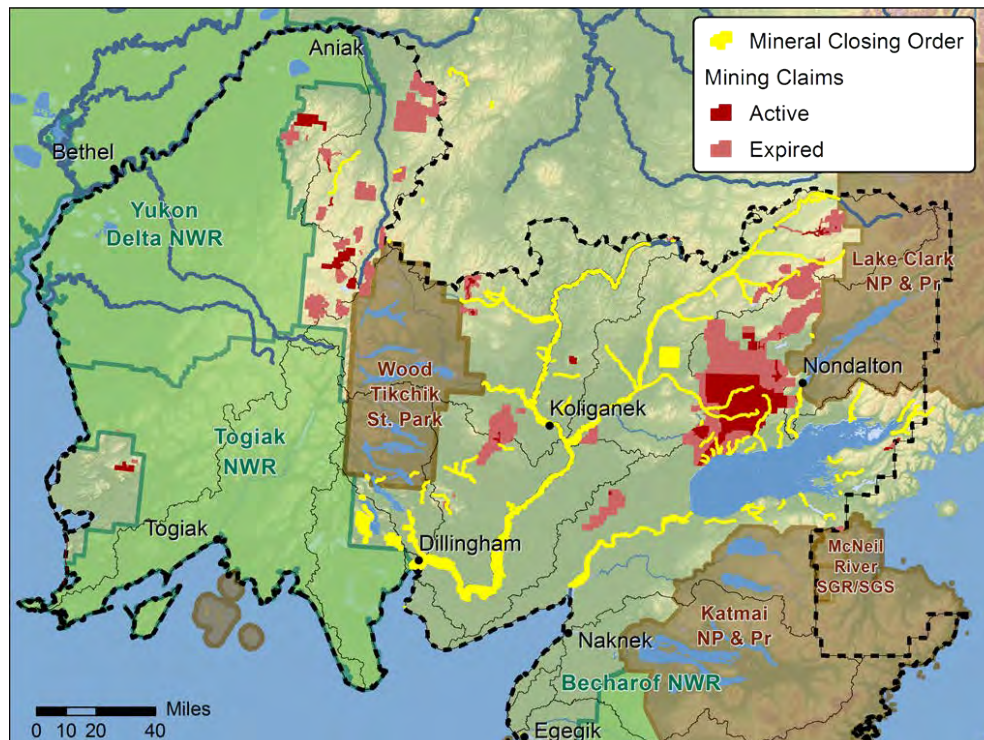 Mineral Closing Order
Mining Claims
Active
Expired
Aniak
Bethel
Yukon
Delta NWR
Lake Clark
NP & Pr
Wood
Tikchik
St. Park
Nondalton
Koliganek
Togiak
NWR
Togiak
Dillingham
McNeil
River
SGR/SGS
Katmai
NP & Pr
Naknek
Becharof NWR
Egegik
Miles
0 10 20 40